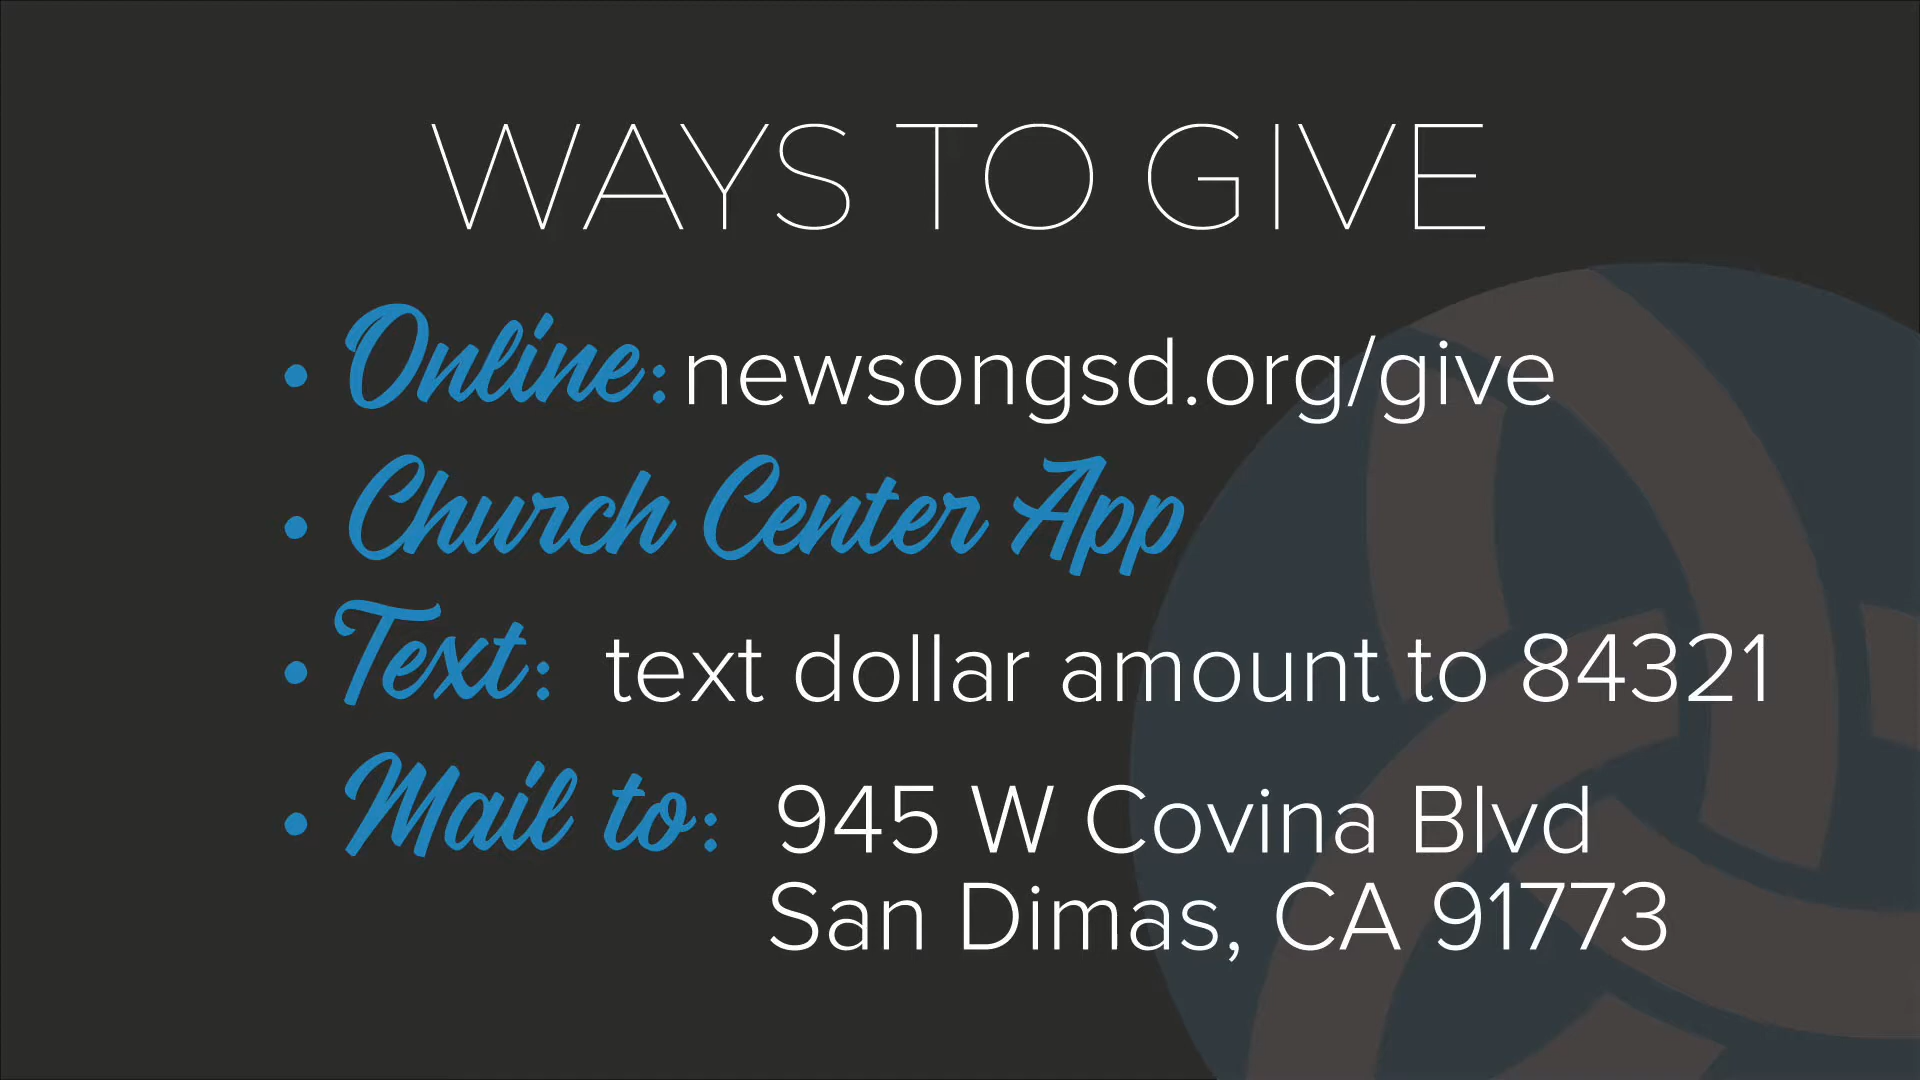 WAYS TO GIVE
• Online: newsongsd.org/give
• Church Center App
• Text: text dollar amount to 84321
• Mail to: 945 W Covina Blvd
San Dimas, CA 91773